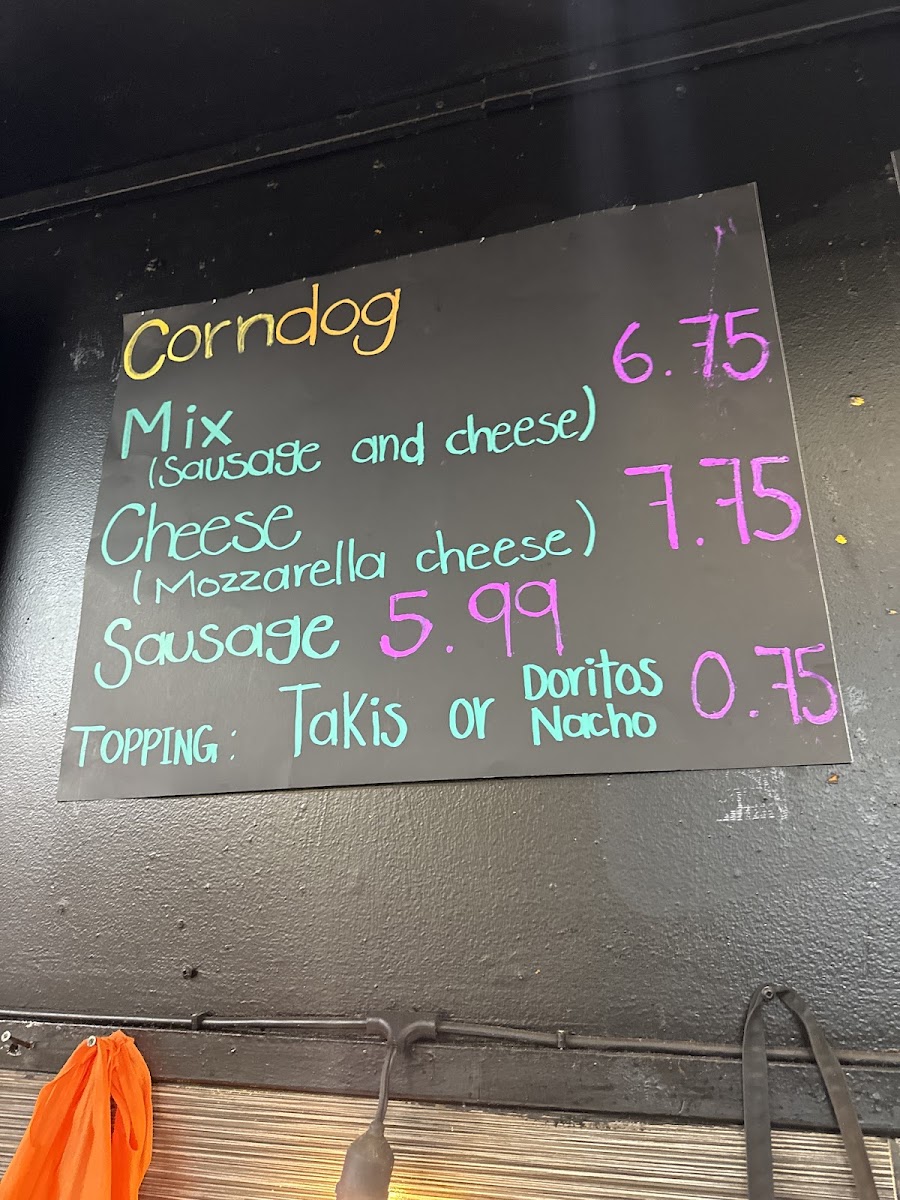 Corndog
Mix 6.75
(Sausage and cheese)
Cheese 7.75
(Mozzarella cheese)
Sausage 5.99
TOPPING: Takis or Doritos Nacho 0.75